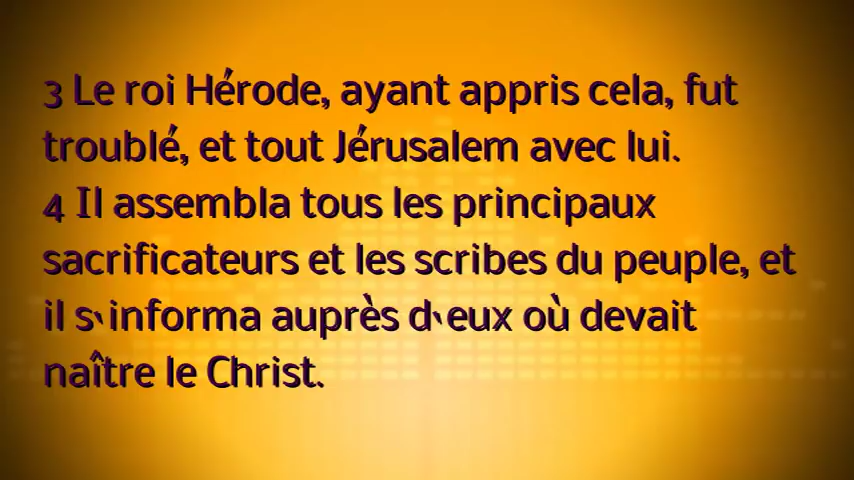 3 Le roi Hérode, ayant appris cela, fut
troublé, et tout Jérusalem avec lui.
4 Il assembla tous les principaux
sacrificateurs et les scribes du peuple, et
il s`informa auprès d`eux où devait
naître le Christ.